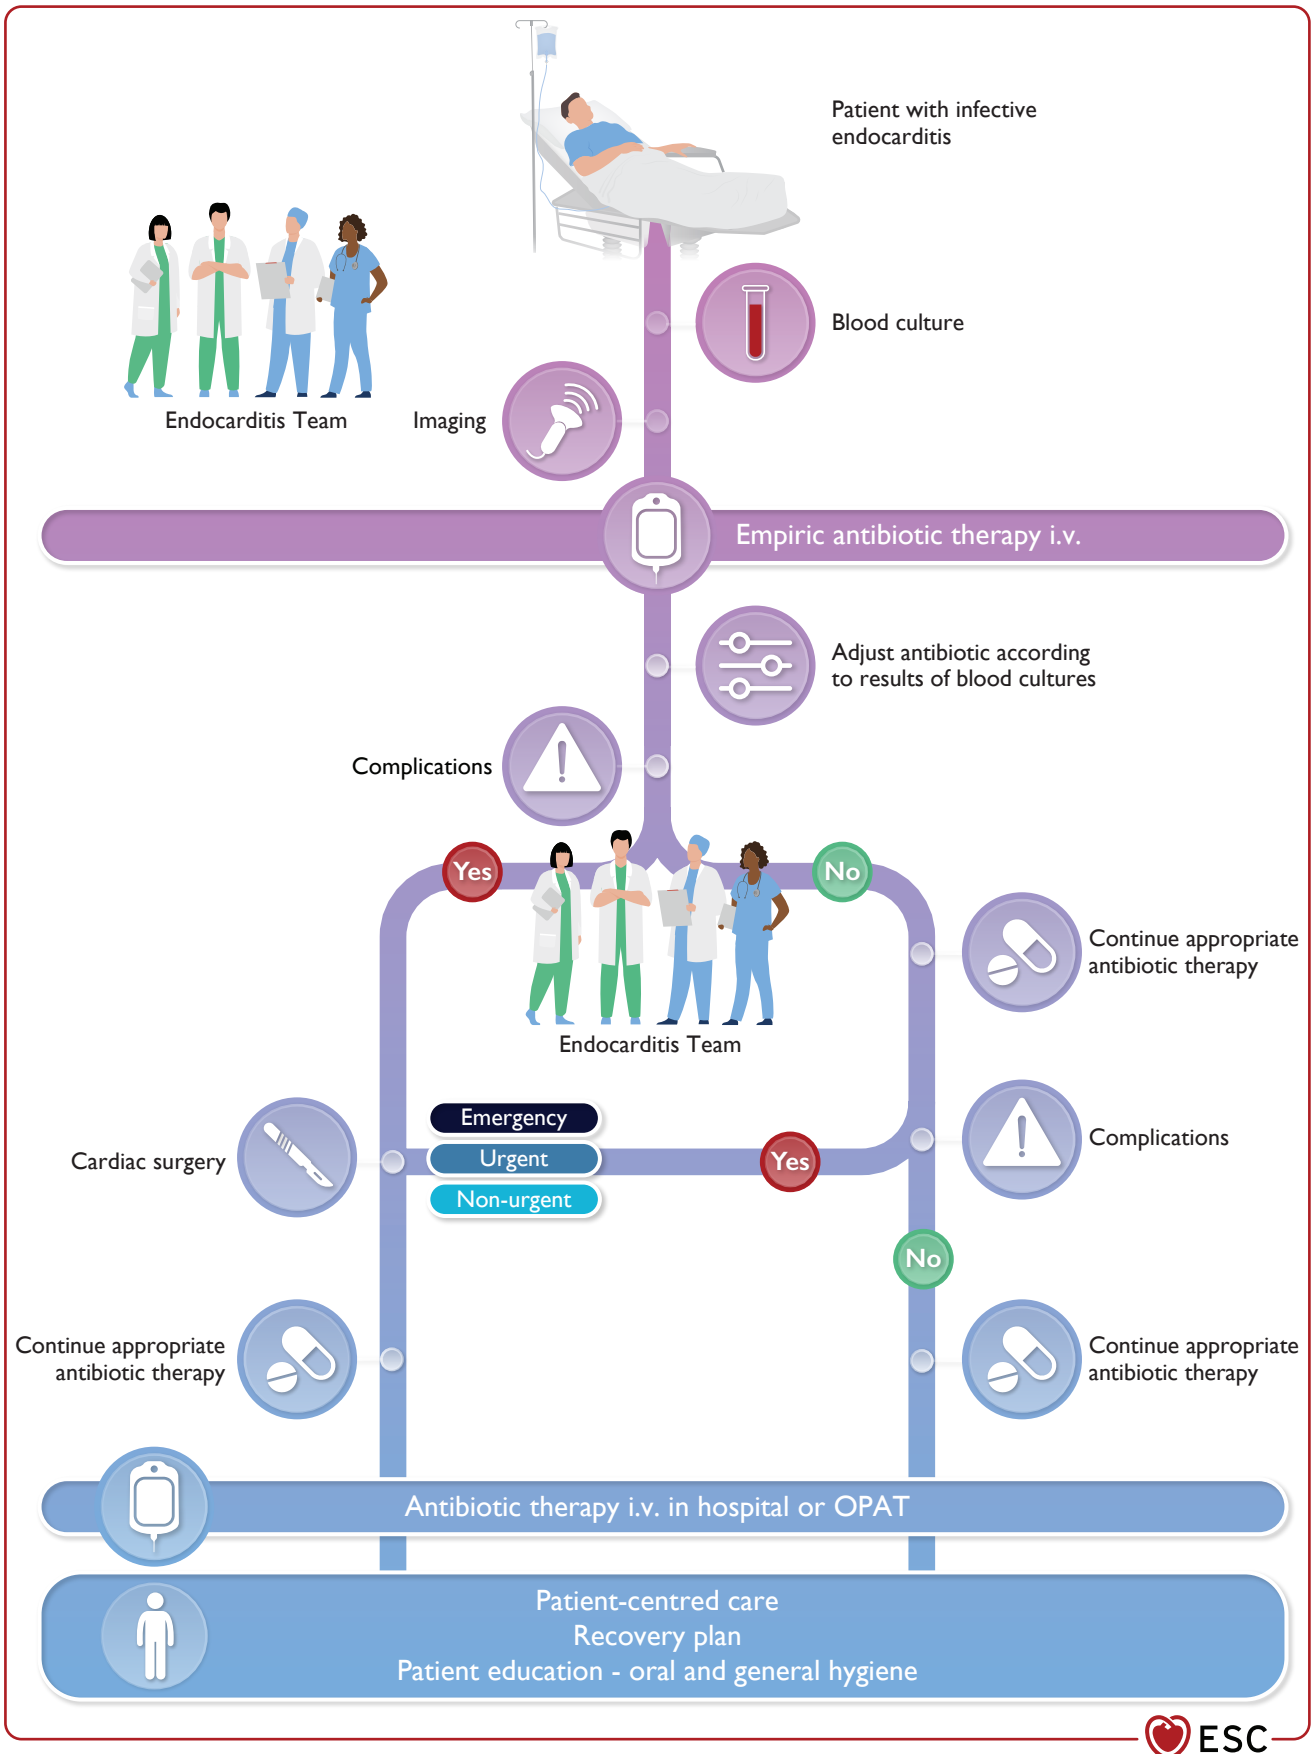 Patient with infective
endocarditis
Blood culture
Endocarditis Team
Imaging
Empiric antibiotic therapy i.v.
Adjust antibiotic according
to results of blood cultures
Complications
Yes
No
Continue appropriate
antibiotic therapy
Endocarditis Team
Emergency
Cardiac surgery
Urgent
Yes
Complications
Non-urgent
No
Continue appropriate
antibiotic therapy
Continue appropriate
antibiotic therapy
Antibiotic therapy i.v. in hospital or OPAT
Patient-centred care
Recovery plan
Patient education - oral and general hygiene
ESC